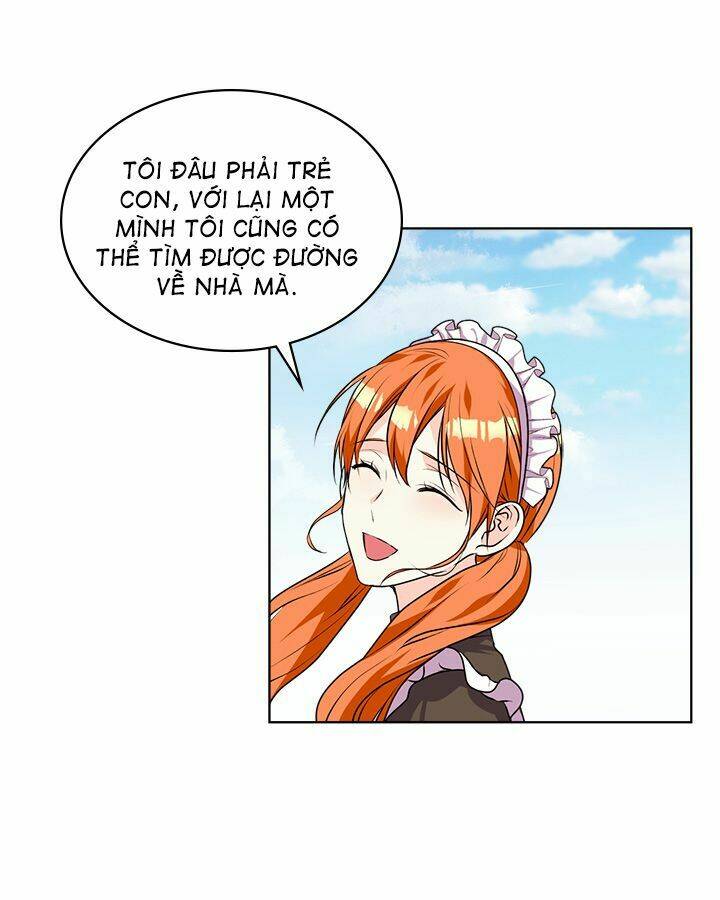 TÔI ĐÂU PHẢI TRẺ
CON, VỚI LẠI MỘT
MÌNH TÔI CŨNG CÓ
THỂ TÌM ĐƯỢC ĐƯỜNG
VỀ NHÀ MÀ.